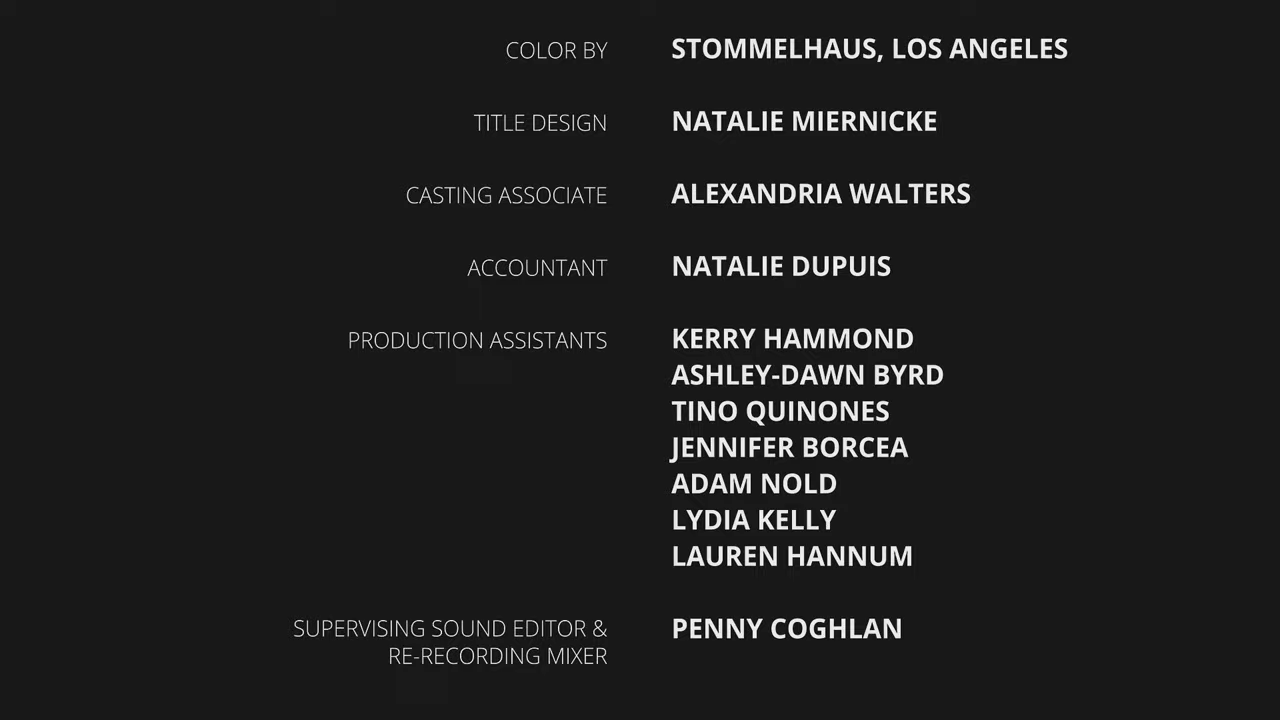 COLOR BY STOMMELHAUS, LOS ANGELES
TITLE DESIGN NATALIE MIERNICKE
CASTING ASSOCIATE ALEXANDRIA WALTERS
ACCOUNTANT NATALIE DUPUIS
PRODUCTION ASSISTANTS KERRY HAMMOND
ASHLEY-DAWN BYRD
TINO QUINONES
JENNIFER BORCEA
ADAM NOLD
LYDIA KELLY
LAUREN HANNUM
SUPERVISING SOUND EDITOR & PENNY COGHLAN
RE-RECORDING MIXER